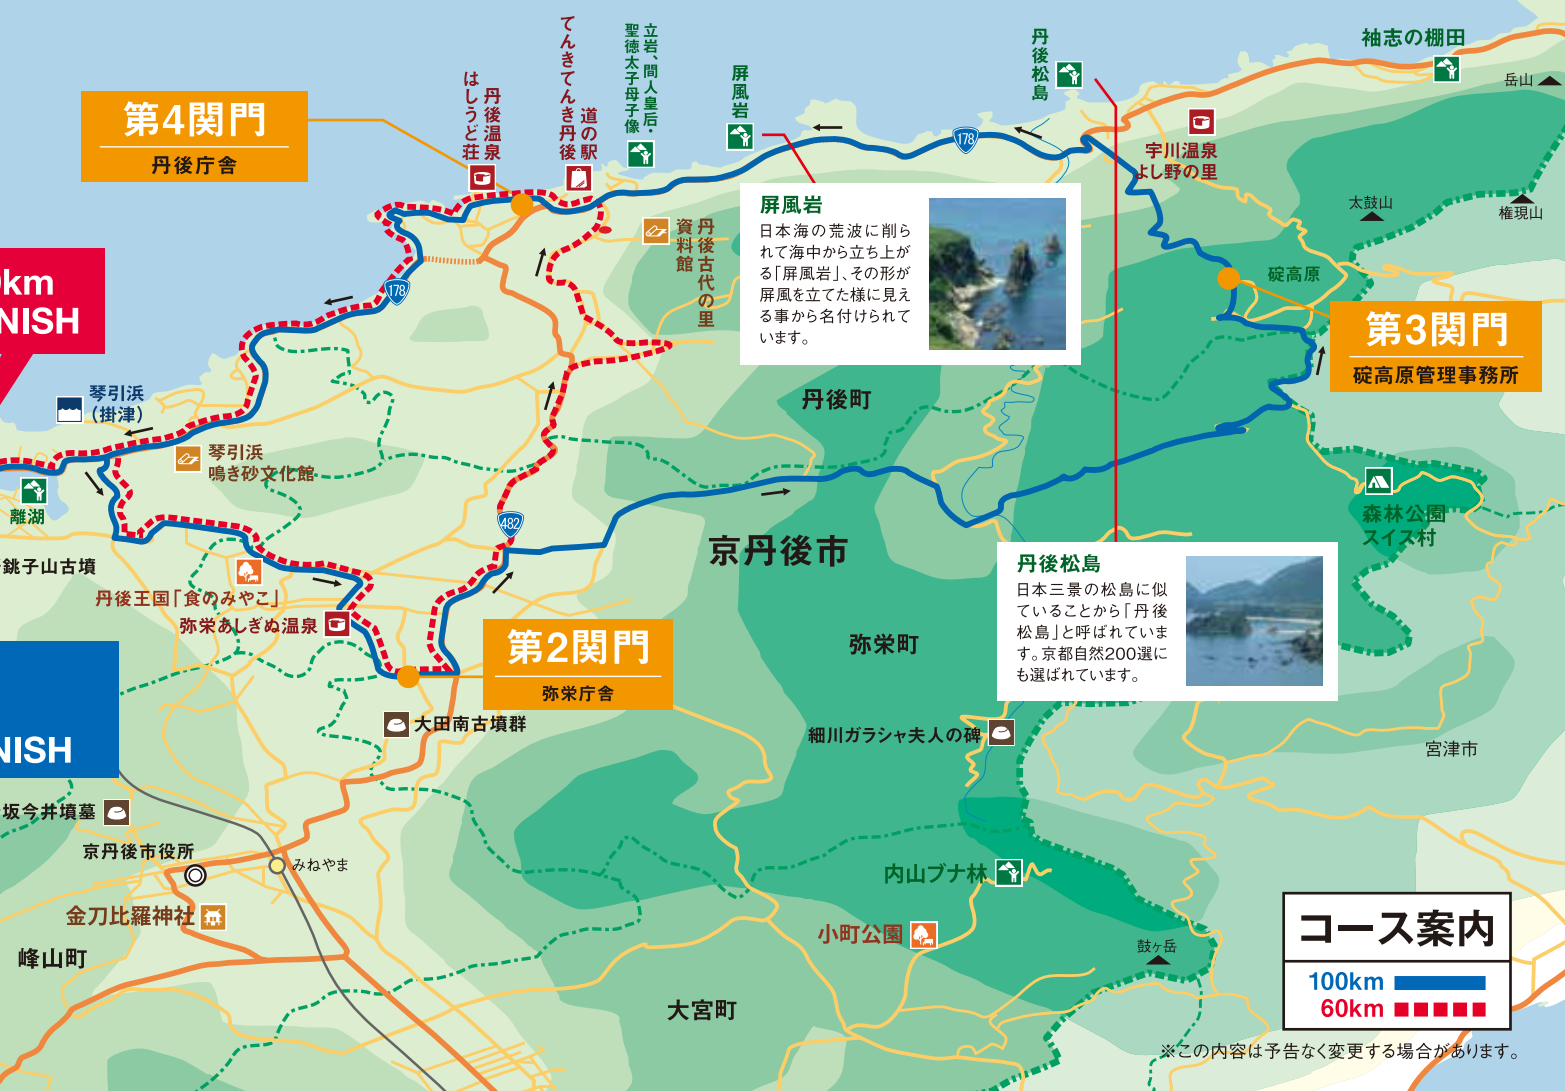 立岩、間人皇后・
聖徳太子母子像
道の駅
てんきてんき丹後
丹後温泉
はしうど荘
屏風岩
丹後松島
袖志の棚田
岳山
第4関門
丹後庁舎
178
宇川温泉
よし野の里
太鼓山
権現山
丹後古代の里
資料館
屏風岩
日本海の荒波に削ら
れて海中から立ち上が
る「屏風岩」、その形が
屏風を立てた様に見え
る事から名付けられて
います。
碇高原
第3関門
碇高原管理事務所
km
NISH
178
琴引浜
(掛津)
琴引浜
鳴き砂文化館
離湖
丹後町
482
森林公園
スイス村
京丹後市
銚子山古墳
丹後王国「食のみやこ」
弥栄あしぎぬ温泉
丹後松島
日本三景の松島に似
ていることから「丹後
松島」と呼ばれていま
す。京都自然200選に
も選ばれています。
第2関門
弥栄庁舎
弥栄町
大田南古墳群
細川ガラシャ夫人の碑
宮津市
NISH
坂今井墳墓
京丹後市役所
みねやま
内山ブナ林
金刀比羅神社
小町公園
鼓ヶ岳
峰山町
大宮町
コース案内
100km
60km
※この内容は予告なく変更する場合があります。